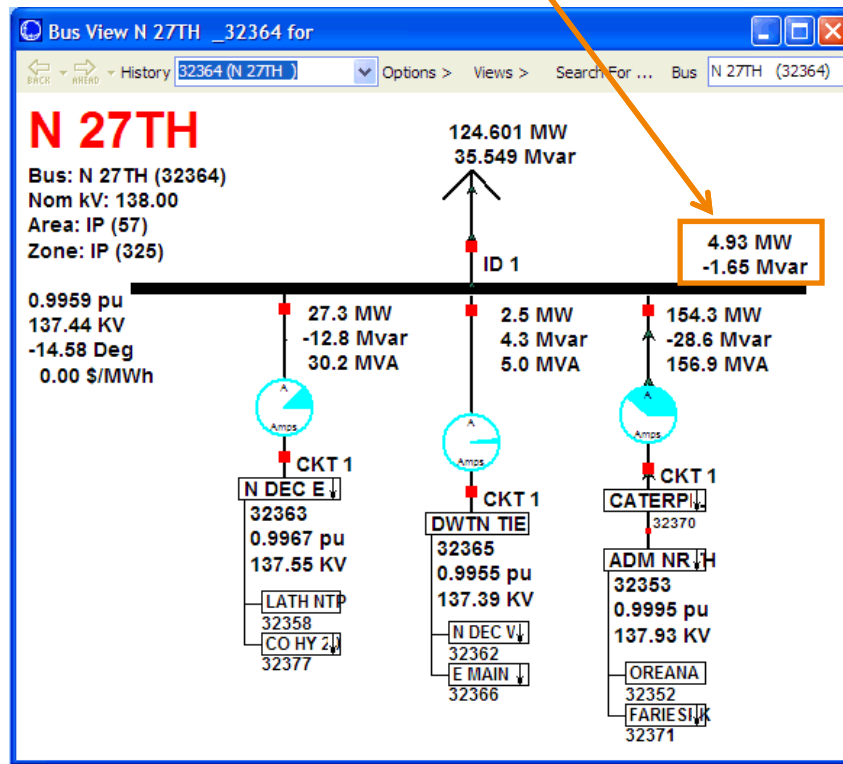 Bus View N 27TH _32364 for
BACK AHEAD History 32364 (N 27TH ) Options > Views > Search For ... Bus N 27TH (32364)
N 27TH
Bus: N 27TH (32364)
Nom kV: 138.00
Area: IP (57)
Zone: IP (325)
124.601 MW
35.549 Mvar
ID 1
4.93 MW
-1.65 Mvar
0.9959 pu
137.44 KV
-14.58 Deg
0.00 $/MWh
27.3 MW
-12.8 Mvar
30.2 MVA
A
Amps
CKT 1
N DEC E
32363
0.9967 pu
137.55 KV
LATH NTP
32358
CO HY 2
32377
2.5 MW
4.3 Mvar
5.0 MVA
A
Amps
CKT 1
DWTN TIE
32365
0.9955 pu
137.39 KV
N DEC W
32362
E MAIN
32366
154.3 MW
-28.6 Mvar
156.9 MVA
A
Amps
CKT 1
CATERP
32370
ADM NR H
32353
0.9995 pu
137.93 KV
OREANA
32352
32371